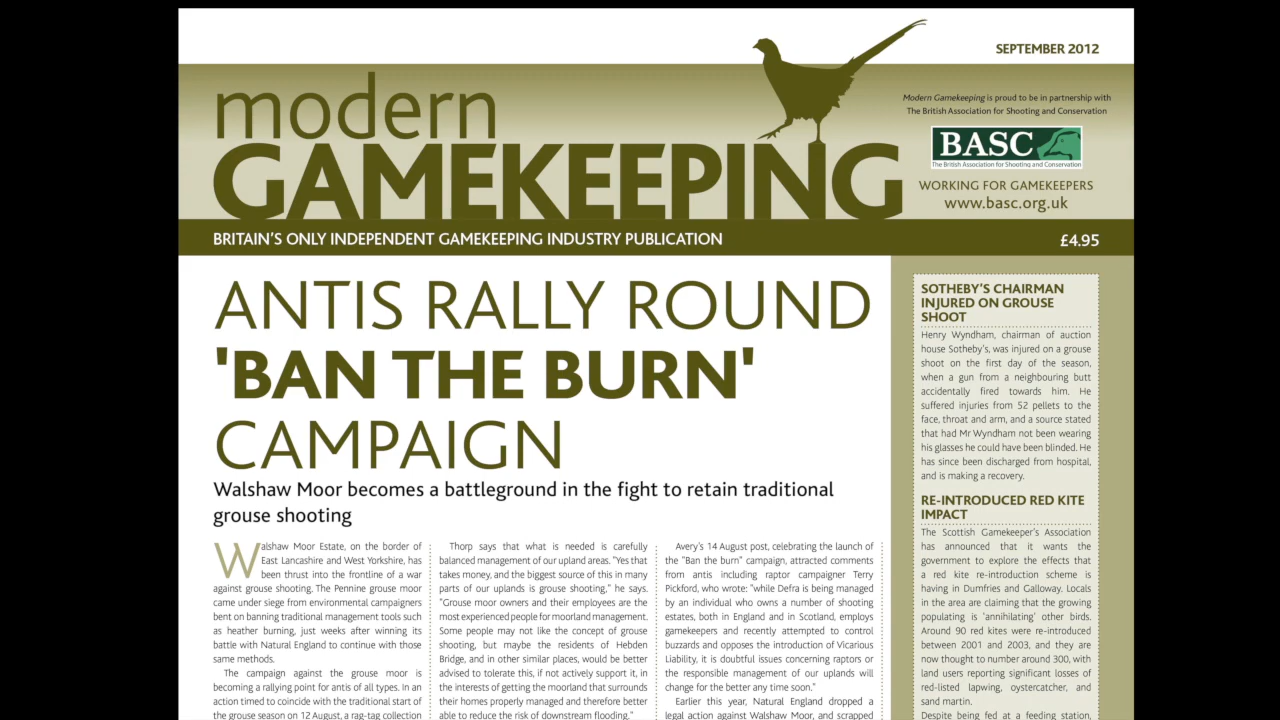 SEPTEMBER 2012
modern
GAMEKEEPING
Modern Gamekeeping is proud to be in partnership with
The British Association for Shooting and Conservation
BASC
The British Association for Shooting and Conservation
WORKING FOR GAMEKEEPERS
www.basc.org.uk
BRITAIN'S ONLY INDEPENDENT GAMEKEEPING INDUSTRY PUBLICATION
£4.95
ANTIS RALLY ROUND
'BAN THE BURN'
CAMPAIGN
Walshaw Moor becomes a battleground in the fight to retain traditional
grouse shooting
Walshaw Moor Estate, on the border of
East Lancashire and West Yorkshire, has
been thrust into the frontline of a war
against grouse shooting. The Pennine grouse moor
came under siege from environmental campaigners
bent on banning traditional management tools such
as heather burning, just weeks after winning its
battle with Natural England to continue with those
same methods.
The campaign against the grouse moor is
becoming a rallying point for antis of all types. In an
action timed to coincide with the traditional start of
the grouse season on 12 August, a rag-tag collection
Thorp says that what is needed is carefully
balanced management of our upland areas. "Yes that
takes money, and the biggest source of this in many
parts of our uplands is grouse shooting," he says.
"Grouse moor owners and their employees are the
most experienced people for moorland management.
Some people may not like the concept of grouse
shooting, but maybe the residents of Hebden
Bridge, and in other similar places, would be better
advised to tolerate this, if not actively support it, in
the interests of getting the moorland that surrounds
their homes properly managed and therefore better
able to reduce the risk of downstream flooding."
Avery's 14 August post, celebrating the launch of
the "Ban the burn" campaign, attracted comments
from antis including raptor campaigner Terry
Pickford, who wrote: "while Defra is being managed
by an individual who owns a number of shooting
estates, both in England and in Scotland, employs
gamekeepers and recently attempted to control
buzzards and opposes the introduction of Vicarious
Liability, it is doubtful issues concerning raptors or
the responsible management of our uplands will
change for the better any time soon."
Earlier this year, Natural England dropped a
legal action against Walshaw Moor, and scrapped
SOTHEBY'S CHAIRMAN
INJURED ON GROUSE
SHOOT
Henry Wyndham, chairman of auction
house Sotheby's, was injured on a grouse
shoot on the first day of the season,
when a gun from a neighbouring butt
accidentally fired towards him. He
suffered injuries from 52 pellets to the
face, throat and arm, and a source stated
that had Mr Wyndham not been wearing
his glasses he could have been blinded. He
has since been discharged from hospital,
and is making a recovery.
RE-INTRODUCED RED KITE
IMPACT
The Scottish Gamekeeper's Association
has announced that it wants the
government to explore the effects that
a red kite re-introduction scheme is
having in Dumfries and Galloway. Locals
in the area are claiming that the growing
populating is 'annihilating' other birds.
Around 90 red kites were re-introduced
between 2001 and 2003, and they are
now thought to number around 300, with
land users reporting significant losses of
red-listed lapwing, oystercatcher, and
sand martin.
Despite being fed at a feeding station,